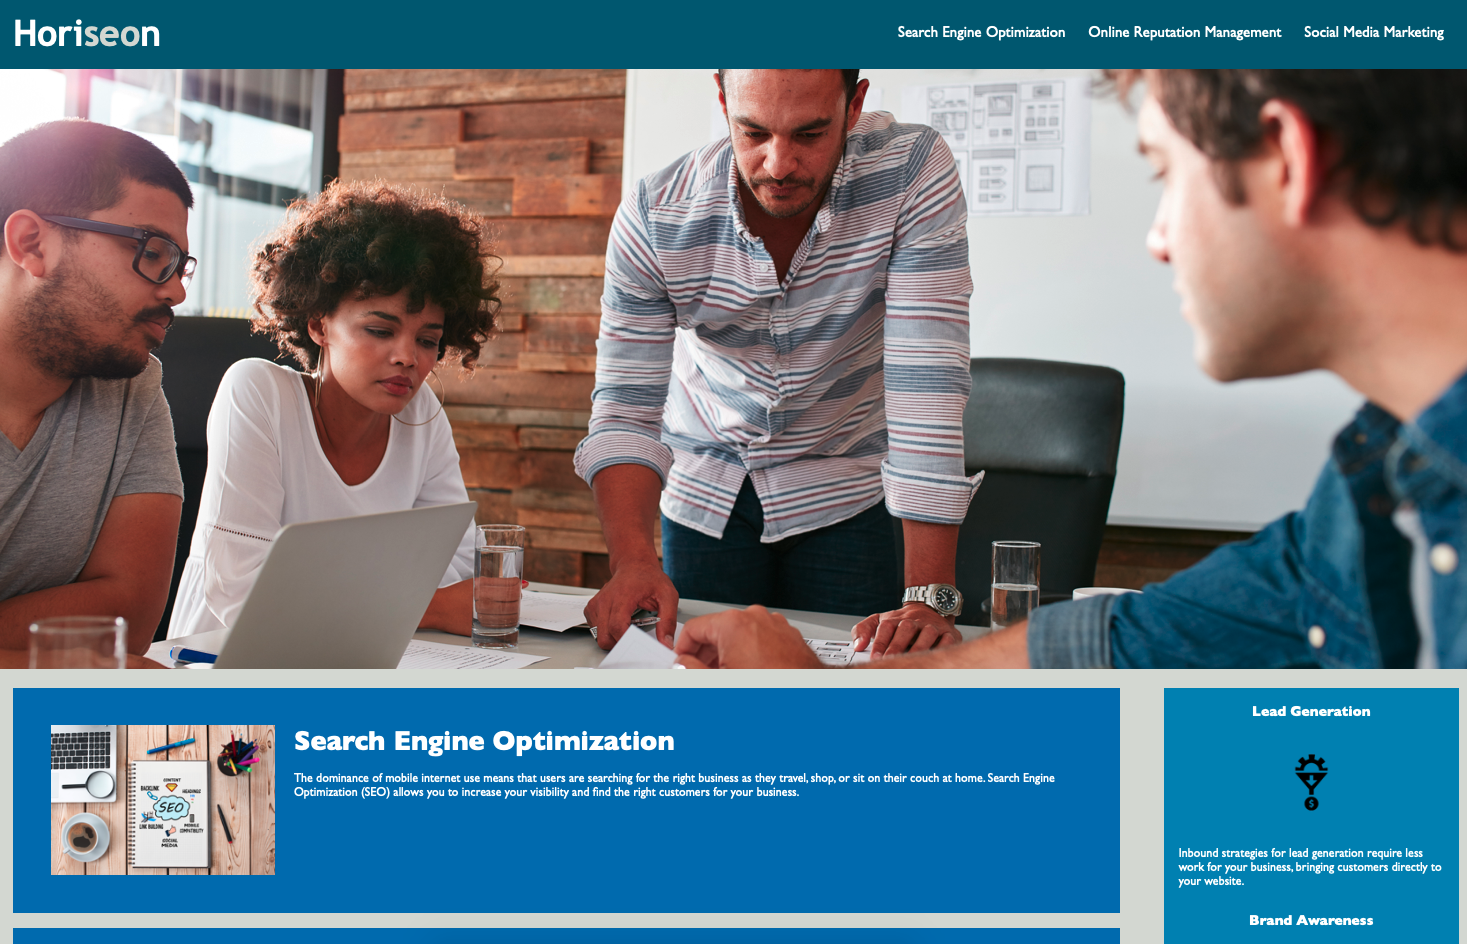 Horiseon
Search Engine Optimization
Online Reputation Management
Social Media Marketing
CONTENT
BACKLINK
HEADINGS
SEO
LINK BUILDING
MOBILE
COMPATIBILITY
SOCIAL
MEDIA
Search Engine Optimization
The dominance of mobile internet use means that users are searching for the right business as they travel, shop, or sit on their couch at home. Search Engine
Optimization (SEO) allows you to increase your visibility and find the right customers for your business.
Lead Generation
$
Inbound strategies for lead generation require less
work for your business, bringing customers directly to
your website.
Brand Awareness